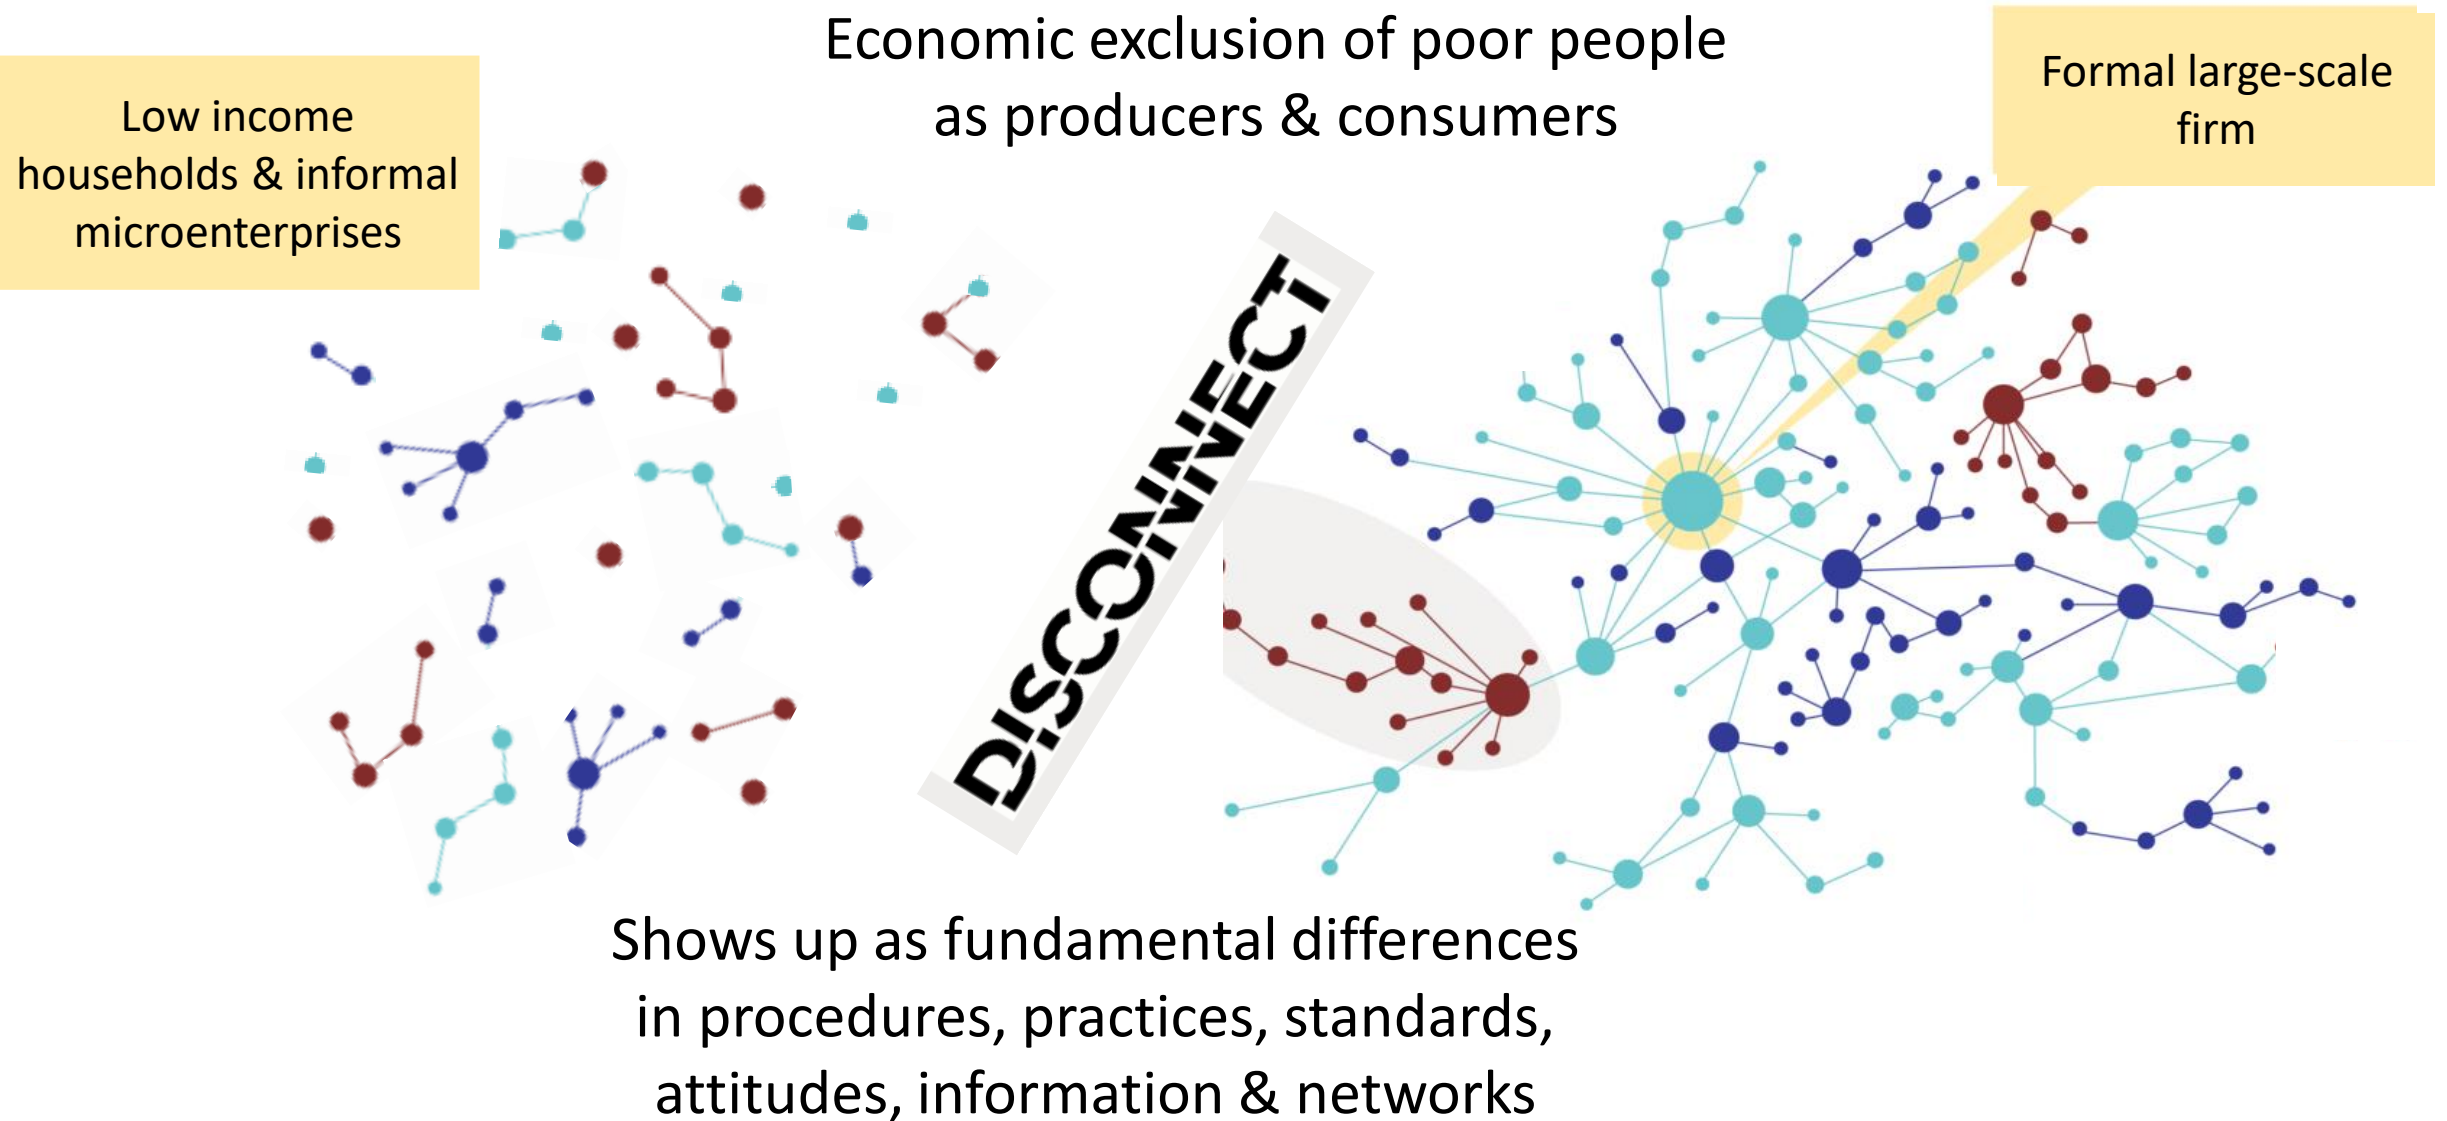 Economic exclusion of poor people
as producers & consumers
Low income
households & informal
microenterprises
Formal large-scale
firm
DISCONNECT
Shows up as fundamental differences
in procedures, practices, standards,
attitudes, information & networks